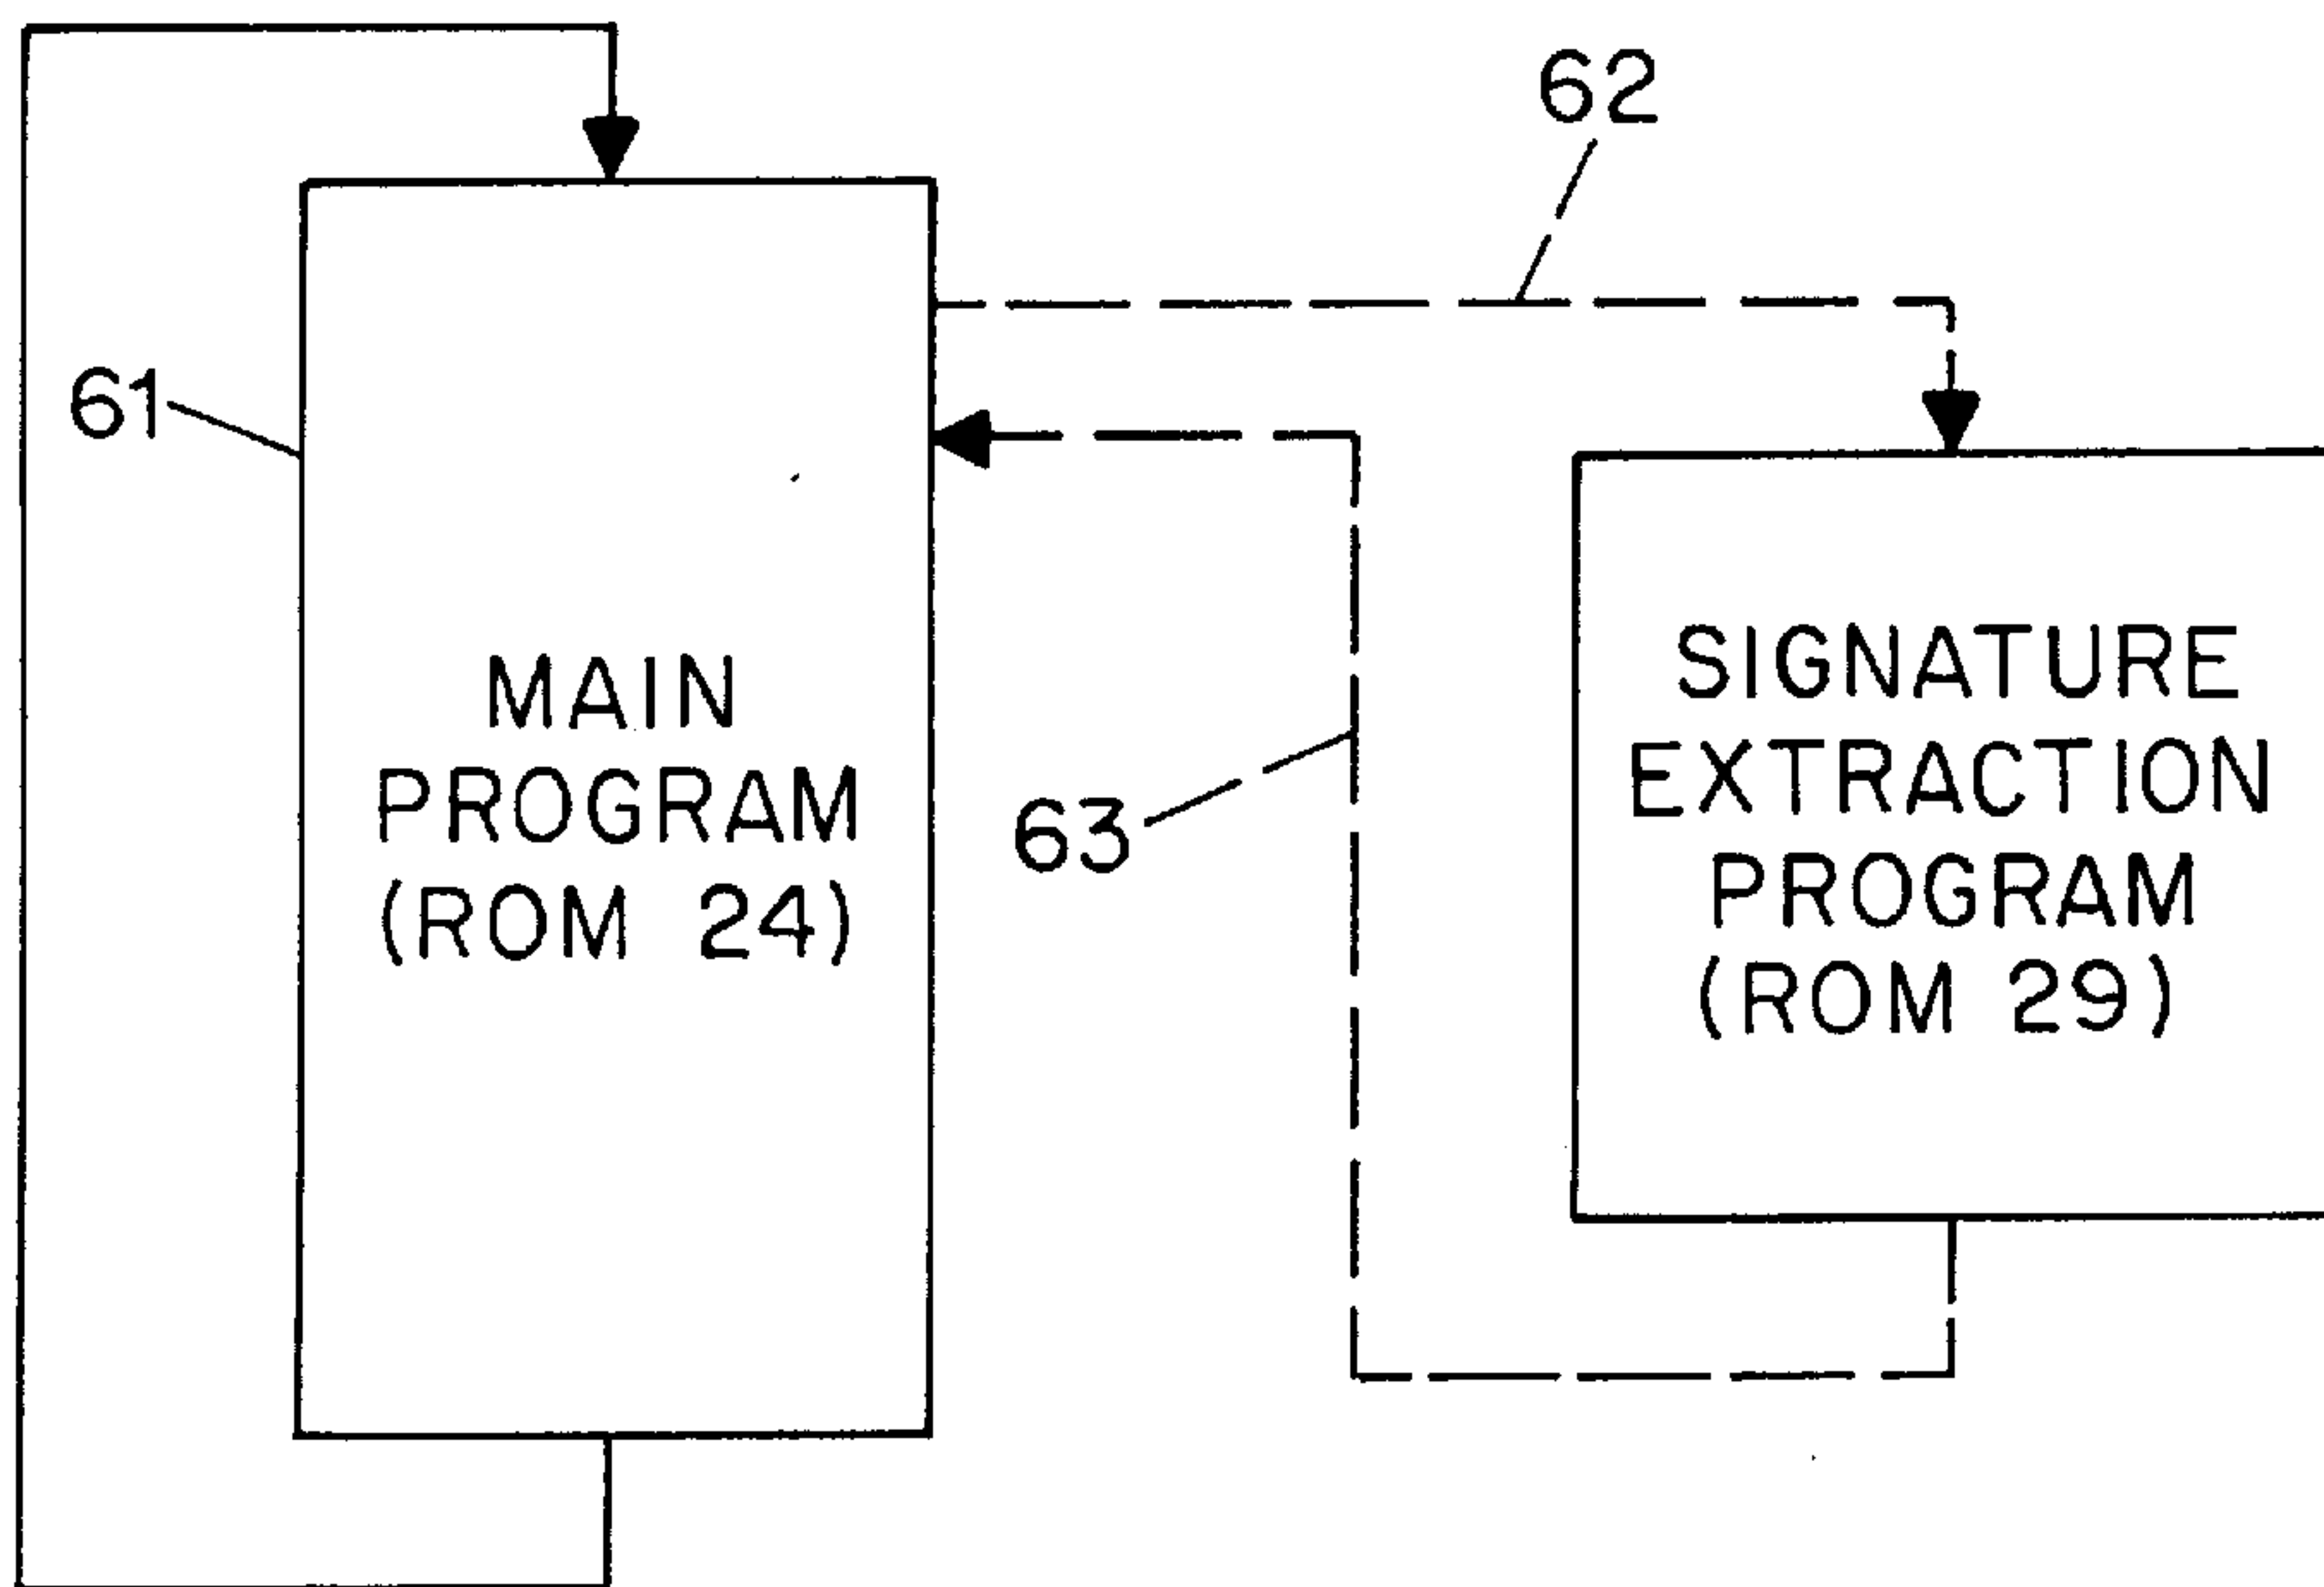 62
61
MAIN
PROGRAM
(ROM 24)
63
SIGNATURE
EXTRACTION
PROGRAM
(ROM 29)